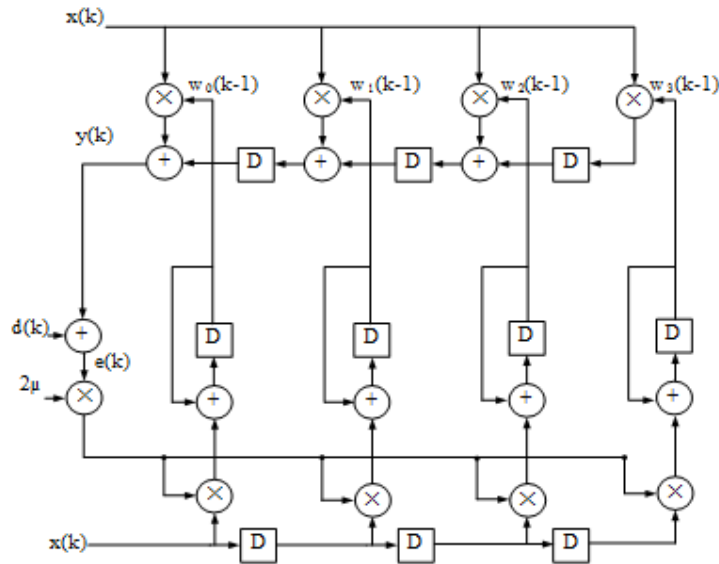 x(k)
w0(k-1) w1(k-1) w2(k-1) w3(k-1)
× × × ×
y(k)
+ D + D + D
D D D D
d(k) +
e(k)
2μ × + + + +
× × × ×
x(k) D D D